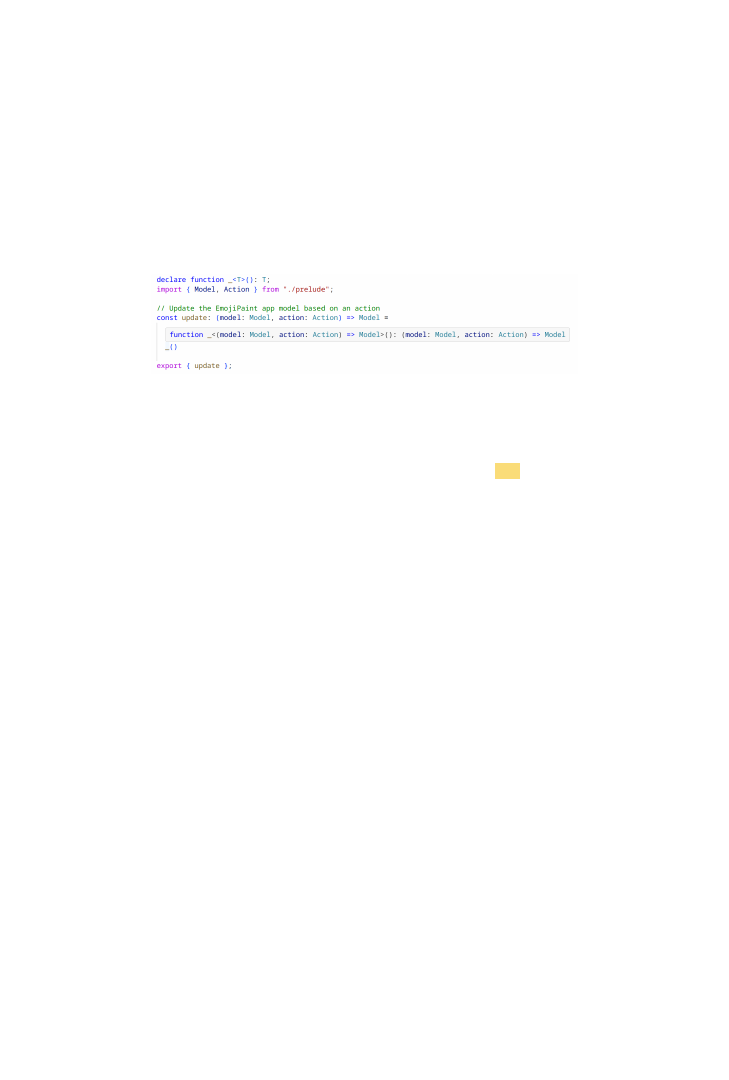 declare function _<T>(): T;
import { Model, Action } from "./prelude";
// Update the EmojiPaint app model based on an action
const update: (model: Model, action: Action) => Model =
function _<(model: Model, action: Action) => Model>(): (model: Model, action: Action) => Model
_()
export { update };